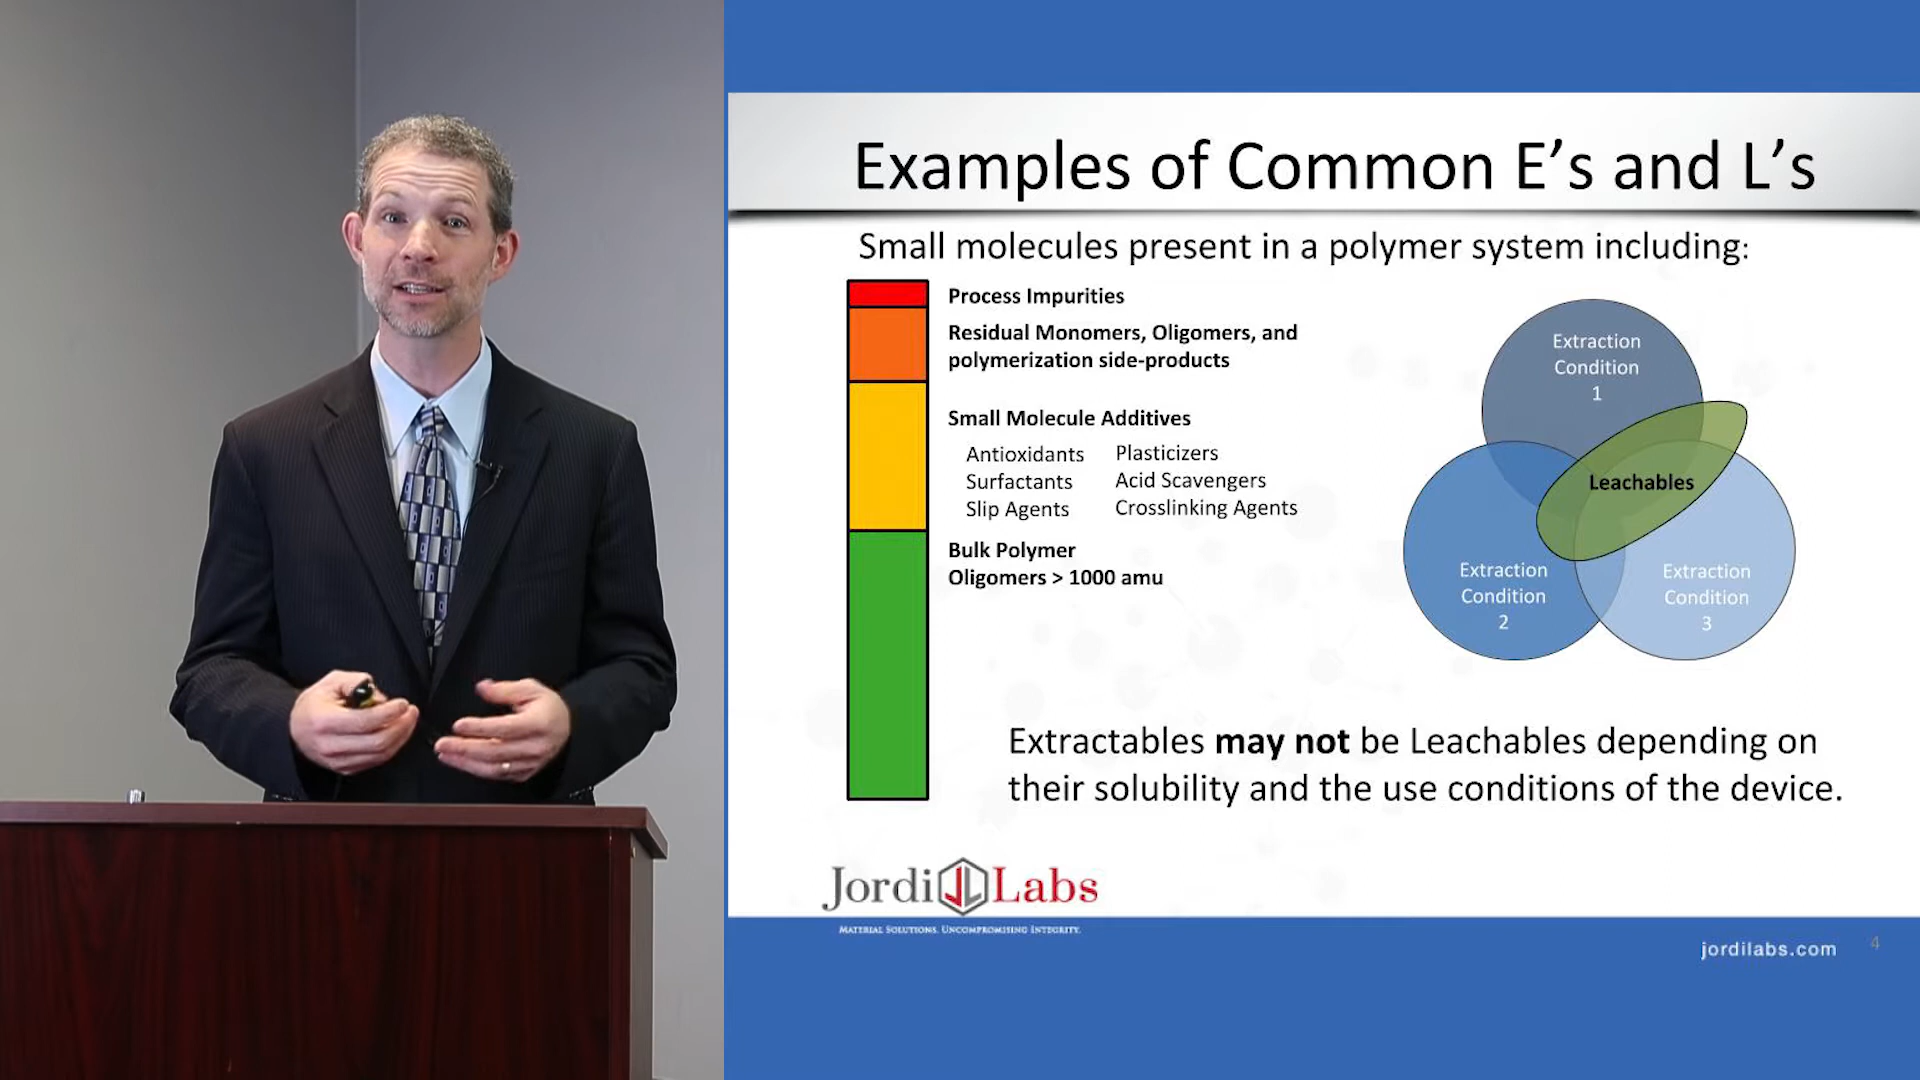 Examples of Common E’s and L’s
Small molecules present in a polymer system including:
Process Impurities
Residual Monomers, Oligomers, and
polymerization side-products
Small Molecule Additives
Antioxidants
Surfactants
Slip Agents
Plasticizers
Acid Scavengers
Crosslinking Agents
Bulk Polymer
Oligomers > 1000 amu
Extraction
Condition
1
Leachables
Extraction
Condition
2
Extraction
Condition
3
Extractables may not be Leachables depending on
their solubility and the use conditions of the device.
Jordi JL Labs
Material Solutions. Uncompromising Integrity.
jordilabs.com
4